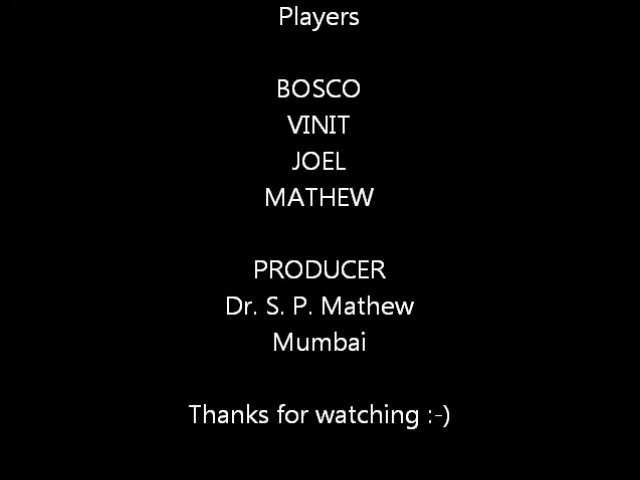 Players
BOSCO
VINIT
JOEL
MATHEW
PRODUCER
Dr. S. P. Mathew
Mumbai
Thanks for watching :-)